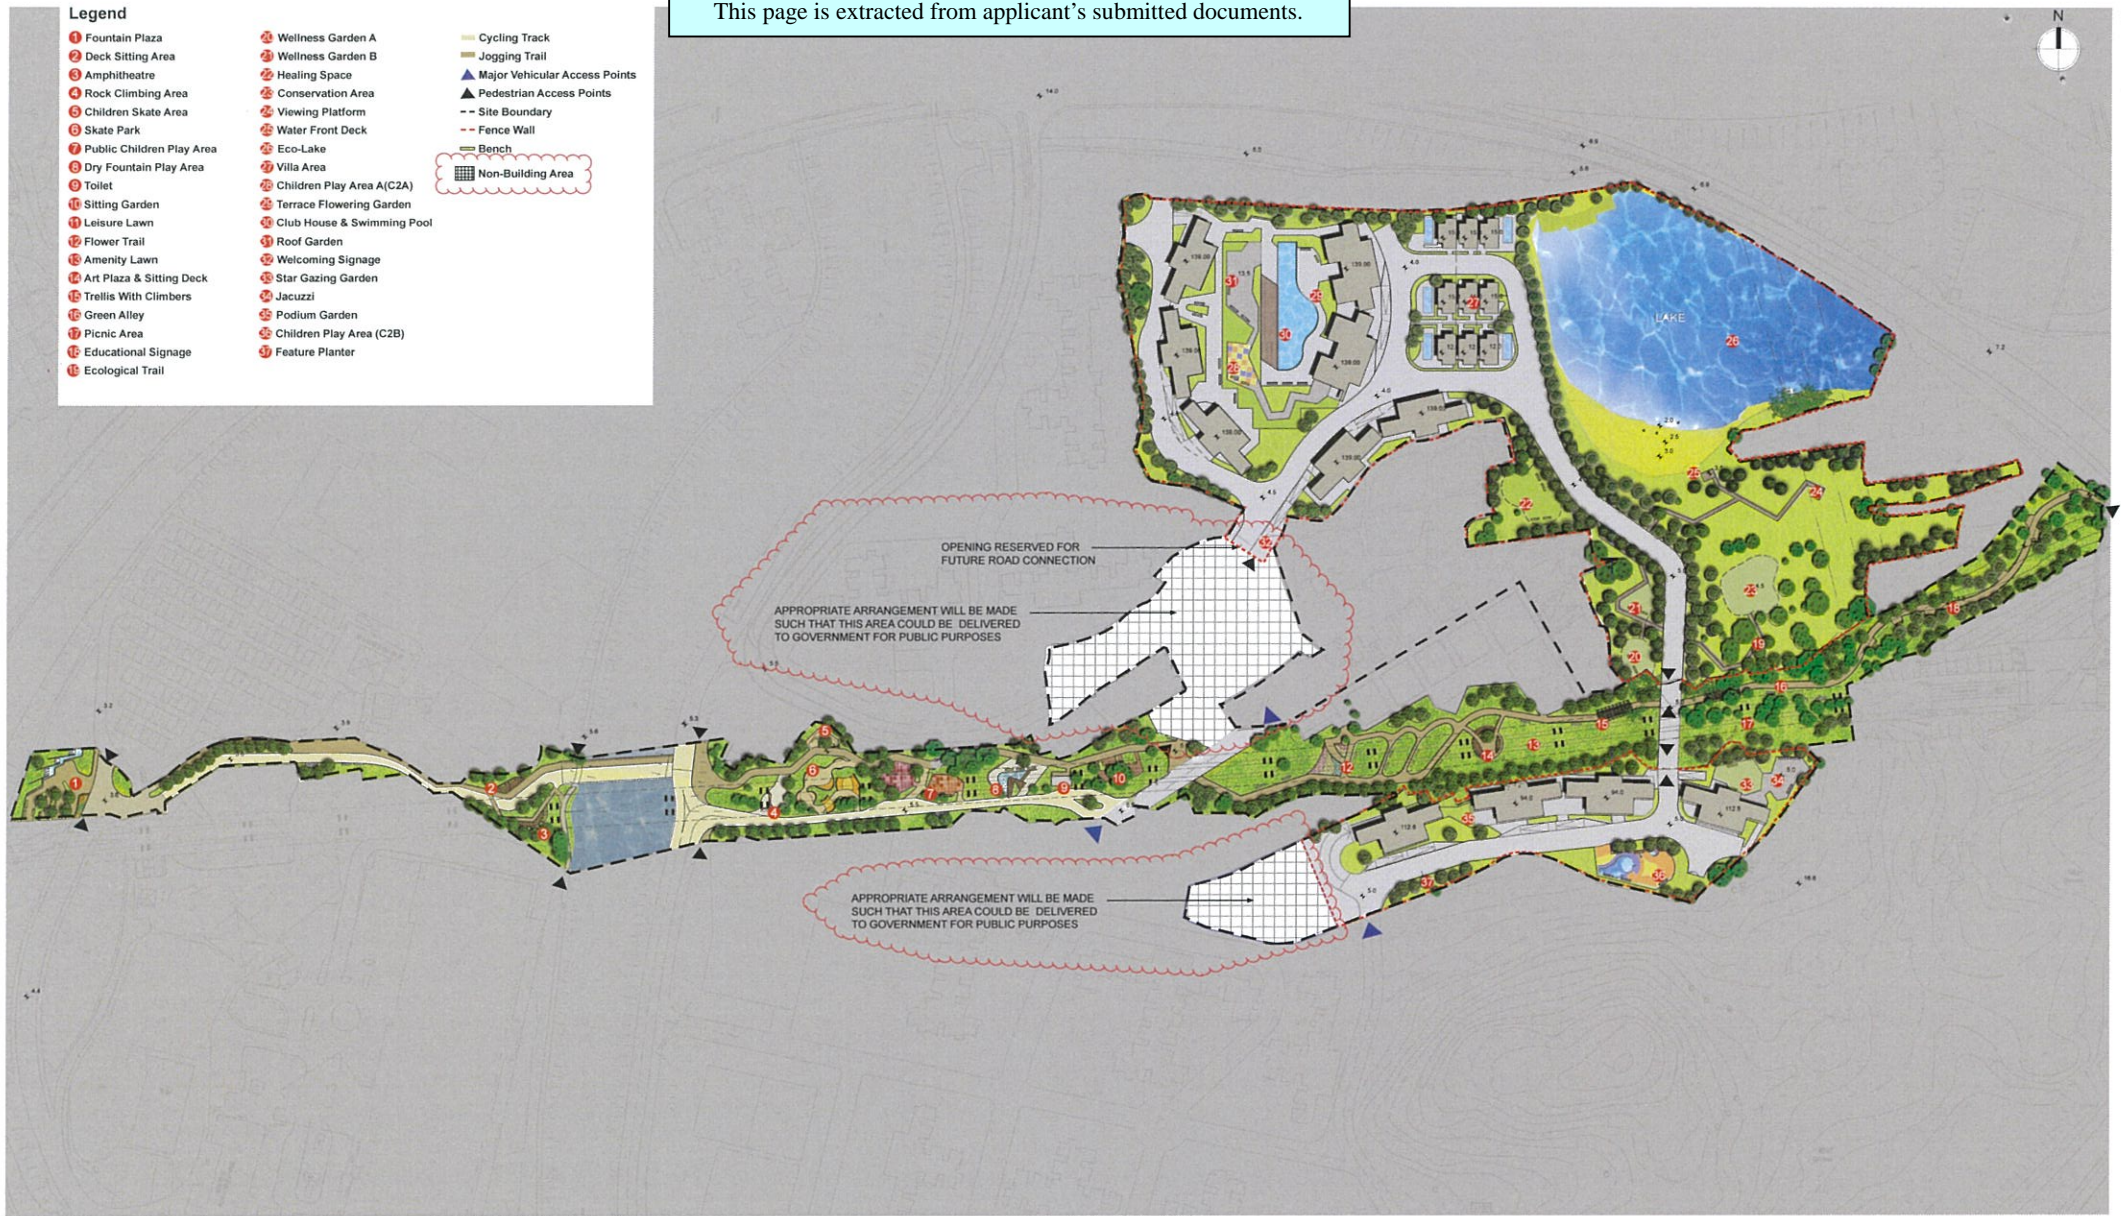 This page is extracted from applicant's submitted documents.
Legend
1 Fountain Plaza
2 Deck Sitting Area
3 Amphitheatre
4 Rock Climbing Area
5 Children Skate Area
6 Skate Park
7 Public Children Play Area
8 Dry Fountain Play Area
9 Toilet
10 Sitting Garden
11 Leisure Lawn
12 Flower Trail
13 Amenity Lawn
14 Art Plaza & Sitting Deck
15 Trellis With Climbers
16 Green Alley
17 Picnic Area
18 Educational Signage
19 Ecological Trail
20 Wellness Garden A
21 Wellness Garden B
22 Healing Space
23 Conservation Area
24 Viewing Platform
25 Water Front Deck
26 Eco-Lake
27 Villa Area
28 Children Play Area A(C2A)
29 Terrace Flowering Garden
30 Club House & Swimming Pool
31 Roof Garden
32 Welcoming Signage
33 Star Gazing Garden
34 Jacuzzi
35 Podium Garden
36 Children Play Area (C2B)
37 Feature Planter
Cycling Track
Jogging Trail
Major Vehicular Access Points
Pedestrian Access Points
Site Boundary
Fence Wall
Bench
Non-Building Area
N
LAKE
OPENING RESERVED FOR
FUTURE ROAD CONNECTION
APPROPRIATE ARRANGEMENT WILL BE MADE
SUCH THAT THIS AREA COULD BE DELIVERED
TO GOVERNMENT FOR PUBLIC PURPOSES
APPROPRIATE ARRANGEMENT WILL BE MADE
SUCH THAT THIS AREA COULD BE DELIVERED
TO GOVERNMENT FOR PUBLIC PURPOSES